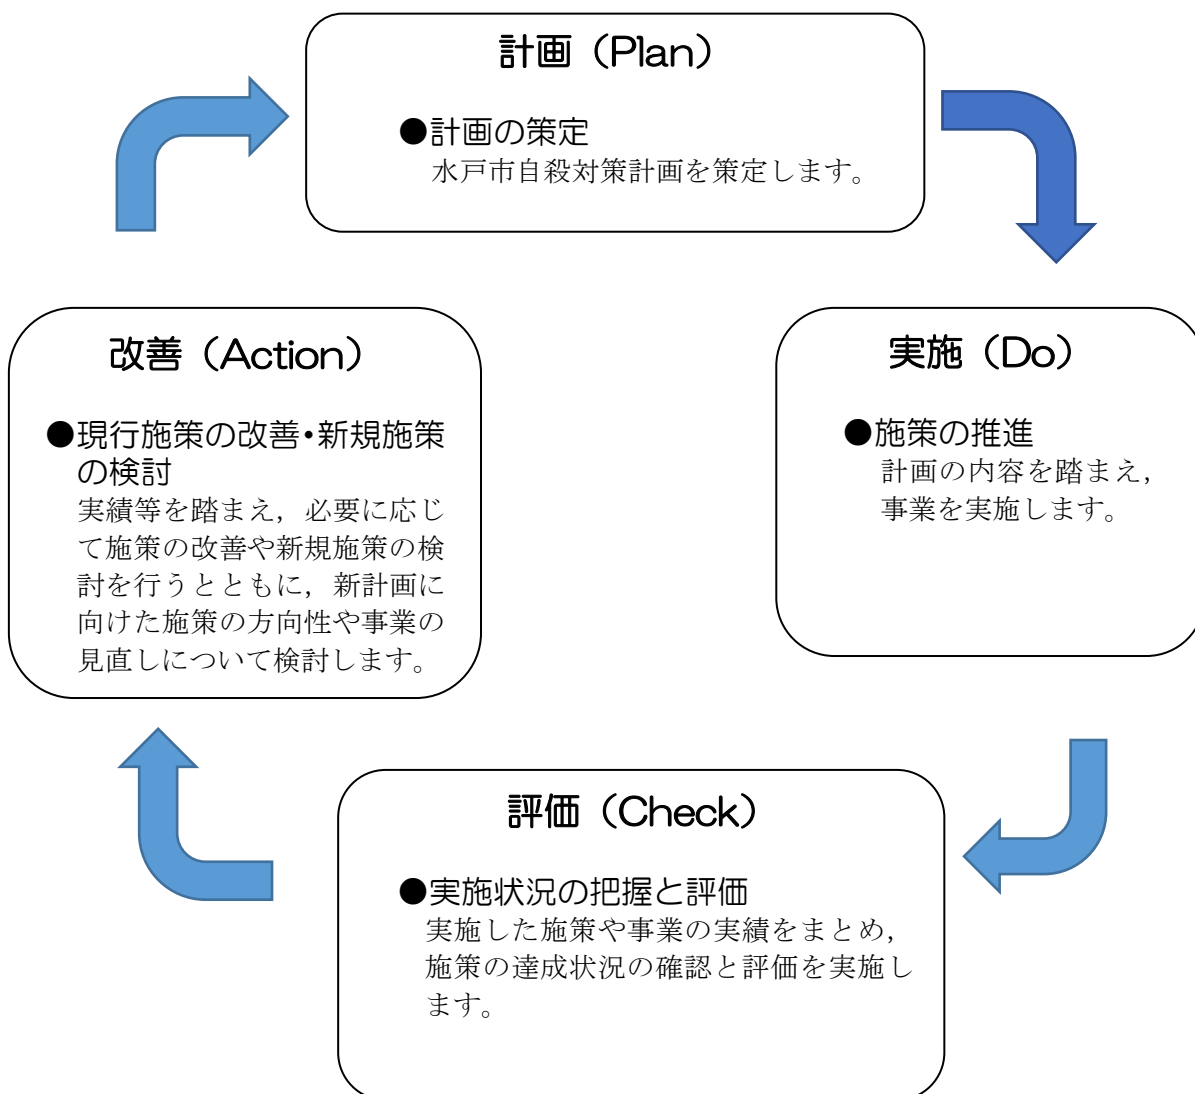 計画（Plan）
●計画の策定
水戸市自殺対策計画を策定します。
改善（Action）
●現行施策の改善・新規施策
の検討
実績等を踏まえ，必要に応じ
て施策の改善や新規施策の検
討を行うとともに，新計画に
向けた施策の方向性や事業の
見直しについて検討します。
実施（Do）
●施策の推進
計画の内容を踏まえ，
事業を実施します。
評価（Check）
●実施状況の把握と評価
実施した施策や事業の実績をまとめ，
施策の達成状況の確認と評価を実施し
ます。